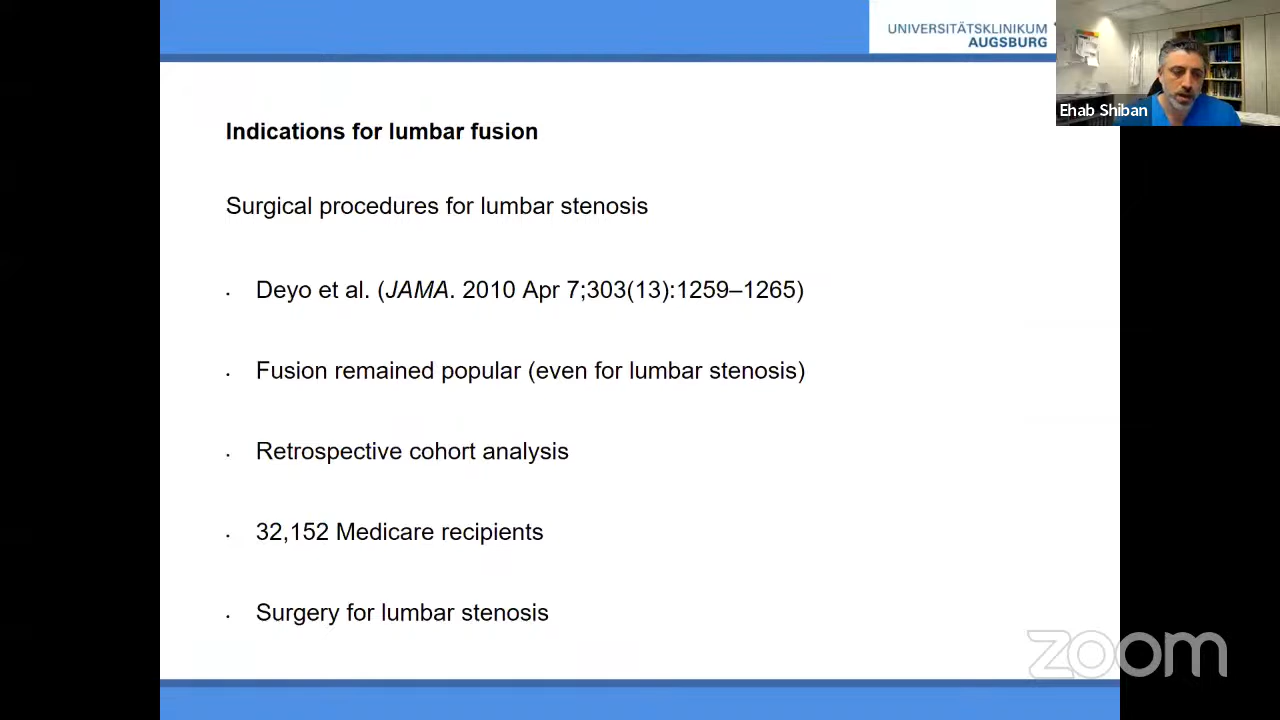 UNIVERSITÄTSKLINIKUM
AUGSBURG
Ehab Shiban
Indications for lumbar fusion
Surgical procedures for lumbar stenosis
• Deyo et al. (JAMA. 2010 Apr 7;303(13):1259–1265)
• Fusion remained popular (even for lumbar stenosis)
• Retrospective cohort analysis
• 32,152 Medicare recipients
• Surgery for lumbar stenosis
zoom